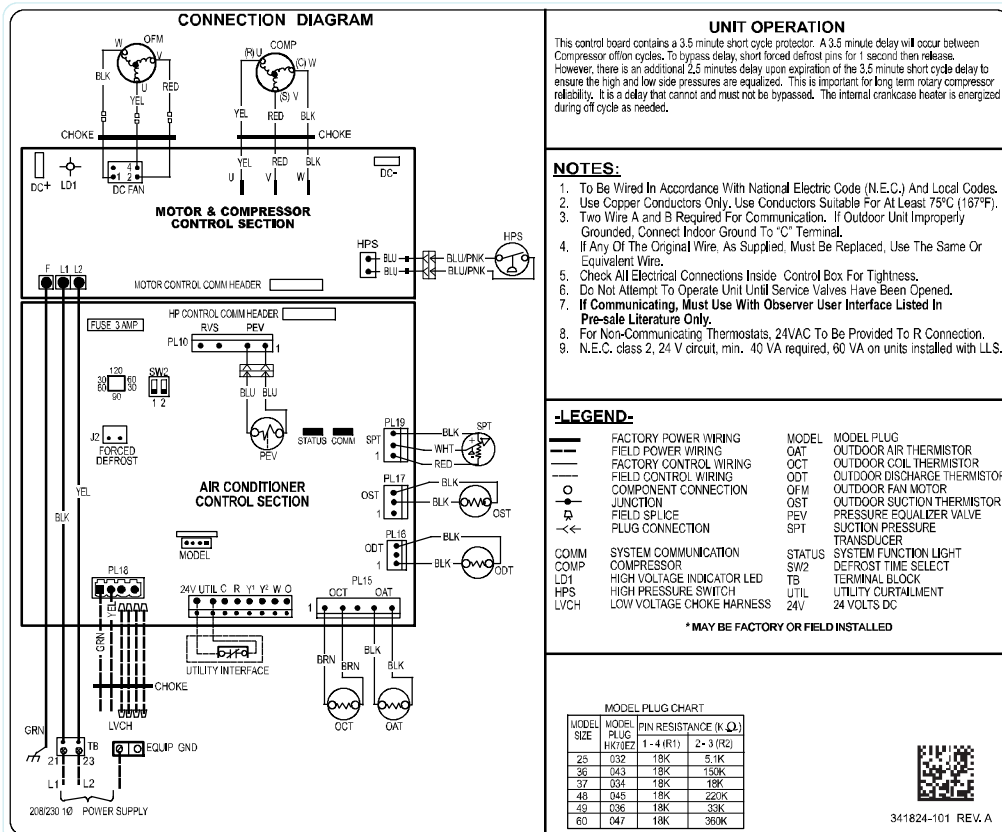 CONNECTION DIAGRAM
OFM
W
V
U
BLK
YEL
RED
COMP
(R) U
(C) W
(S) V
YEL
RED
BLK
CHOKE
CHOKE
YEL
RED
BLK
U
V
W
DC+
LD1
4
1 2
DC FAN
DC-
MOTOR & COMPRESSOR
CONTROL SECTION
HPS
HPS
BLU
BLU/PNK
BLU
BLU/PNK
F L1 L2
MOTOR CONTROL COMM HEADER
HP CONTROL COMM HEADER
FUSE 3 AMP
RVS PEV
PL10
1
BLU BLU
PEV
120
30 60
60 30
90
SW2
1 2
J2
FORCED
DEFROST
STATUS COMM
PL19
SPT
1
BLK
WHT
RED
SPT
PL17
OST
1
BLK
BLK
OST
PL16
ODT
1
BLK
BLK
ODT
AIR CONDITIONER
CONTROL SECTION
YEL
BLK
MODEL
PL18
24V UTIL C R Y1 Y2 W O
PL15
1 OCT OAT
GRN
YEL
UTILITY INTERFACE
BRN
BRN
BLK
BLK
OCT
OAT
CHOKE
LVCH
GRN
TB
21 23
EQUIP GND
L1 L2
208/230 1Ø POWER SUPPLY
UNIT OPERATION
This control board contains a 3.5 minute short cycle protector. A 3.5 minute delay will occur between
Compressor off/on cycles. To bypass delay, short forced defrost pins for 1 second then release.
However, there is an additional 2.5 minutes delay upon expiration of the 3.5 minute short cycle delay to
ensure the high and low side pressures are equalized. This is important for long term rotary compressor
reliability. It is a delay that cannot and must not be bypassed. The internal crankcase heater is energized
during off cycle as needed.
NOTES:
1. To Be Wired In Accordance With National Electric Code (N.E.C.) And Local Codes.
2. Use Copper Conductors Only. Use Conductors Suitable For At Least 75°C (167°F).
3. Two Wire A and B Required For Communication. If Outdoor Unit Improperly
Grounded, Connect Indoor Ground To "C" Terminal.
4. If Any Of The Original Wire, As Supplied, Must Be Replaced, Use The Same Or
Equivalent Wire.
5. Check All Electrical Connections Inside Control Box For Tightness.
6. Do Not Attempt To Operate Unit Until Service Valves Have Been Opened.
7. If Communicating, Must Use With Observer User Interface Listed In
Pre-sale Literature Only.
8. For Non-Communicating Thermostats, 24VAC To Be Provided To R Connection.
9. N.E.C. class 2, 24 V circuit, min. 40 VA required, 60 VA on units installed with LLS.
-LEGEND-
FACTORY POWER WIRING
FIELD POWER WIRING
FACTORY CONTROL WIRING
FIELD CONTROL WIRING
COMPONENT CONNECTION
JUNCTION
FIELD SPLICE
PLUG CONNECTION
COMM SYSTEM COMMUNICATION
COMP COMPRESSOR
LD1 HIGH VOLTAGE INDICATOR LED
HPS HIGH PRESSURE SWITCH
LVCH LOW VOLTAGE CHOKE HARNESS
MODEL MODEL PLUG
OAT OUTDOOR AIR THERMISTOR
OCT OUTDOOR COIL THERMISTOR
ODT OUTDOOR DISCHARGE THERMISTOR
OFM OUTDOOR FAN MOTOR
OST OUTDOOR SUCTION THERMISTOR
PEV PRESSURE EQUALIZER VALVE
SPT SUCTION PRESSURE
TRANSDUCER
STATUS SYSTEM FUNCTION LIGHT
SW2 DEFROST TIME SELECT
TB TERMINAL BLOCK
UTIL UTILITY CURTAILMENT
24V 24 VOLTS DC
* MAY BE FACTORY OR FIELD INSTALLED
MODEL PLUG CHART
MODEL SIZE MODEL PLUG HK70EZ PIN RESISTANCE (K Ω)
1 - 4 (R1) 2 - 3 (R2)
25 032 18K 5.1K
36 043 18K 150K
37 034 18K 18K
48 045 18K 220K
49 036 18K 33K
60 047 18K 360K
341824-101 REV. A